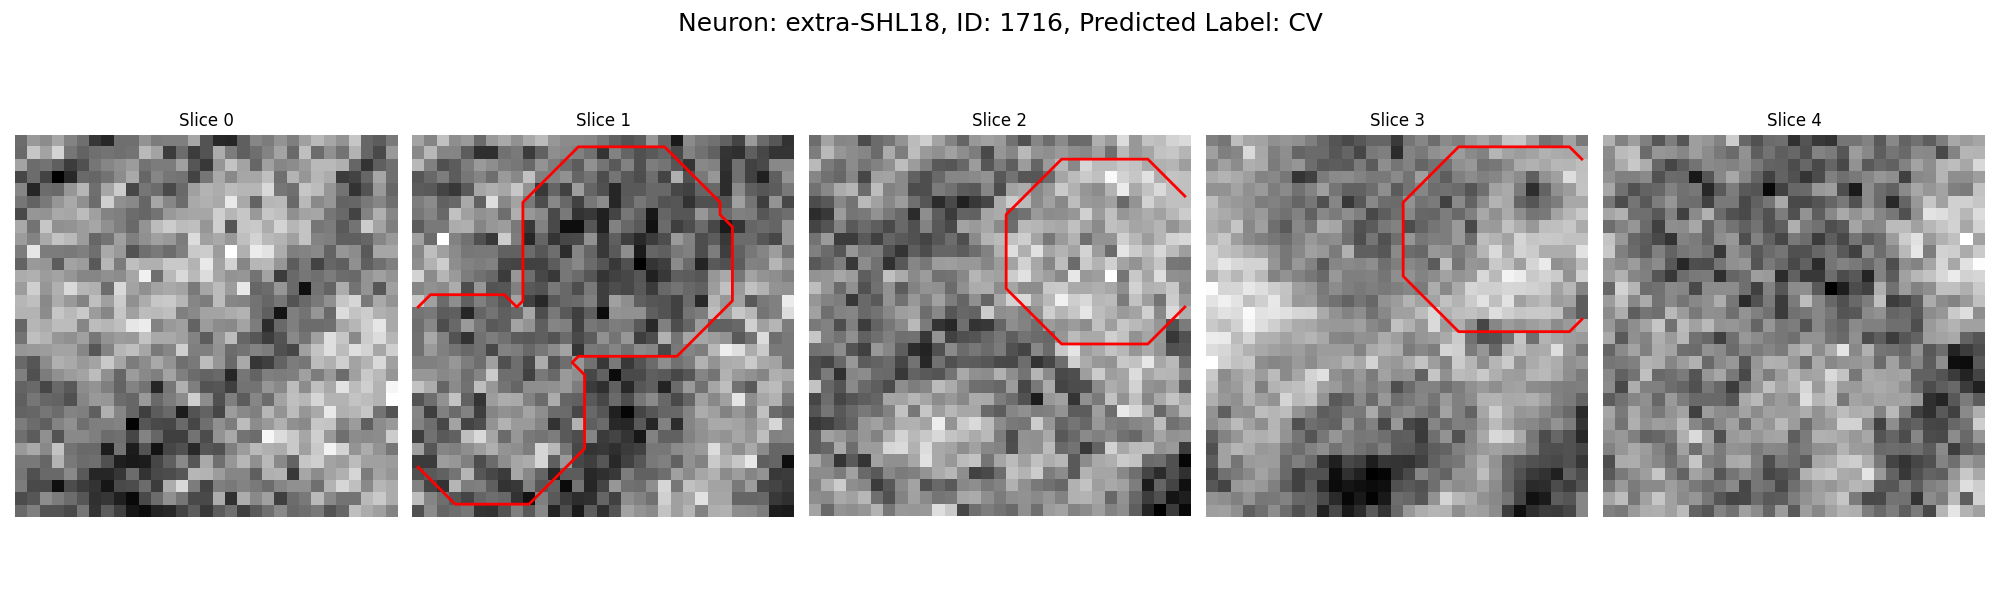 Neuron: extra-SHL18, ID: 1716, Predicted Label: CV
Slice 0
Slice 1
Slice 2
Slice 3
Slice 4